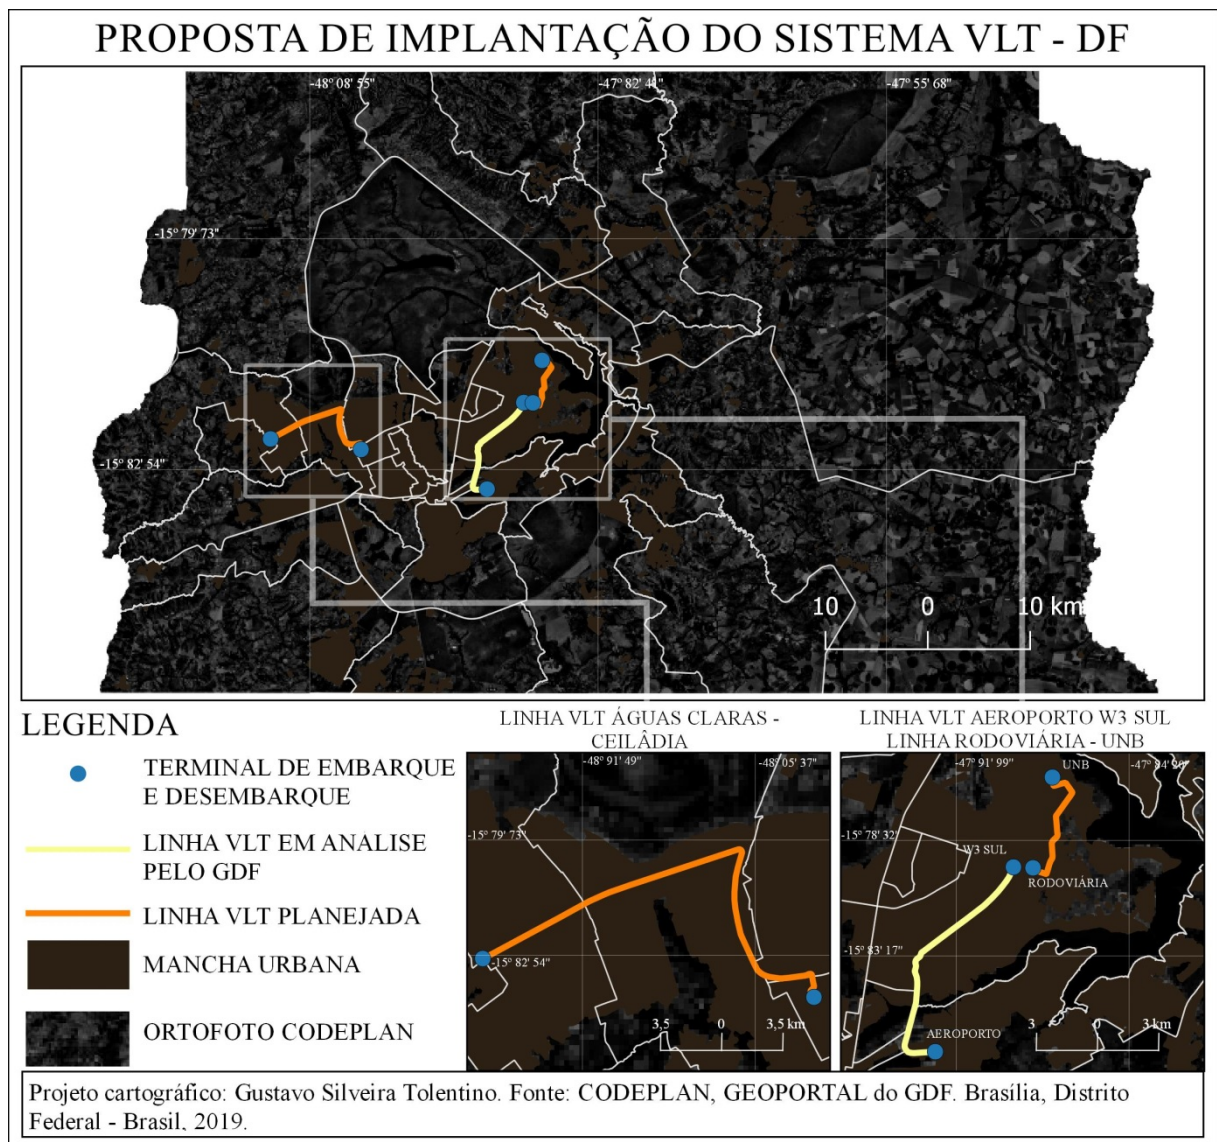 PROPOSTA DE IMPLANTAÇÃO DO SISTEMA VLT - DF
-48° 08' 55"
-47° 82' 41"
-47° 55' 68"
-15° 79' 73"
-15° 82' 54"
10 0 10 km
LEGENDA
TERMINAL DE EMBARQUE
E DESEMBARQUE
LINHA VLT EM ANALISE
PELO GDF
LINHA VLT PLANEJADA
MANCHA URBANA
ORTOFOTO CODEPLAN
LINHA VLT ÁGUAS CLARAS -
CEILÂDIA
-48° 91' 49"
-48° 05' 37"
-15° 79' 73"
-15° 82' 54"
3,5 0 3,5 km
LINHA VLT AEROPORTO W3 SUL
LINHA RODOVIÁRIA - UNB
-47° 91' 99"
UNB
-15° 78' 32"
W3 SUL
RODOVIÁRIA
-15° 83' 17"
AEROPORTO
3 0 3 km
Projeto cartográfico: Gustavo Silveira Tolentino. Fonte: CODEPLAN, GEOPORTAL do GDF. Brasília, Distrito
Federal - Brasil, 2019.